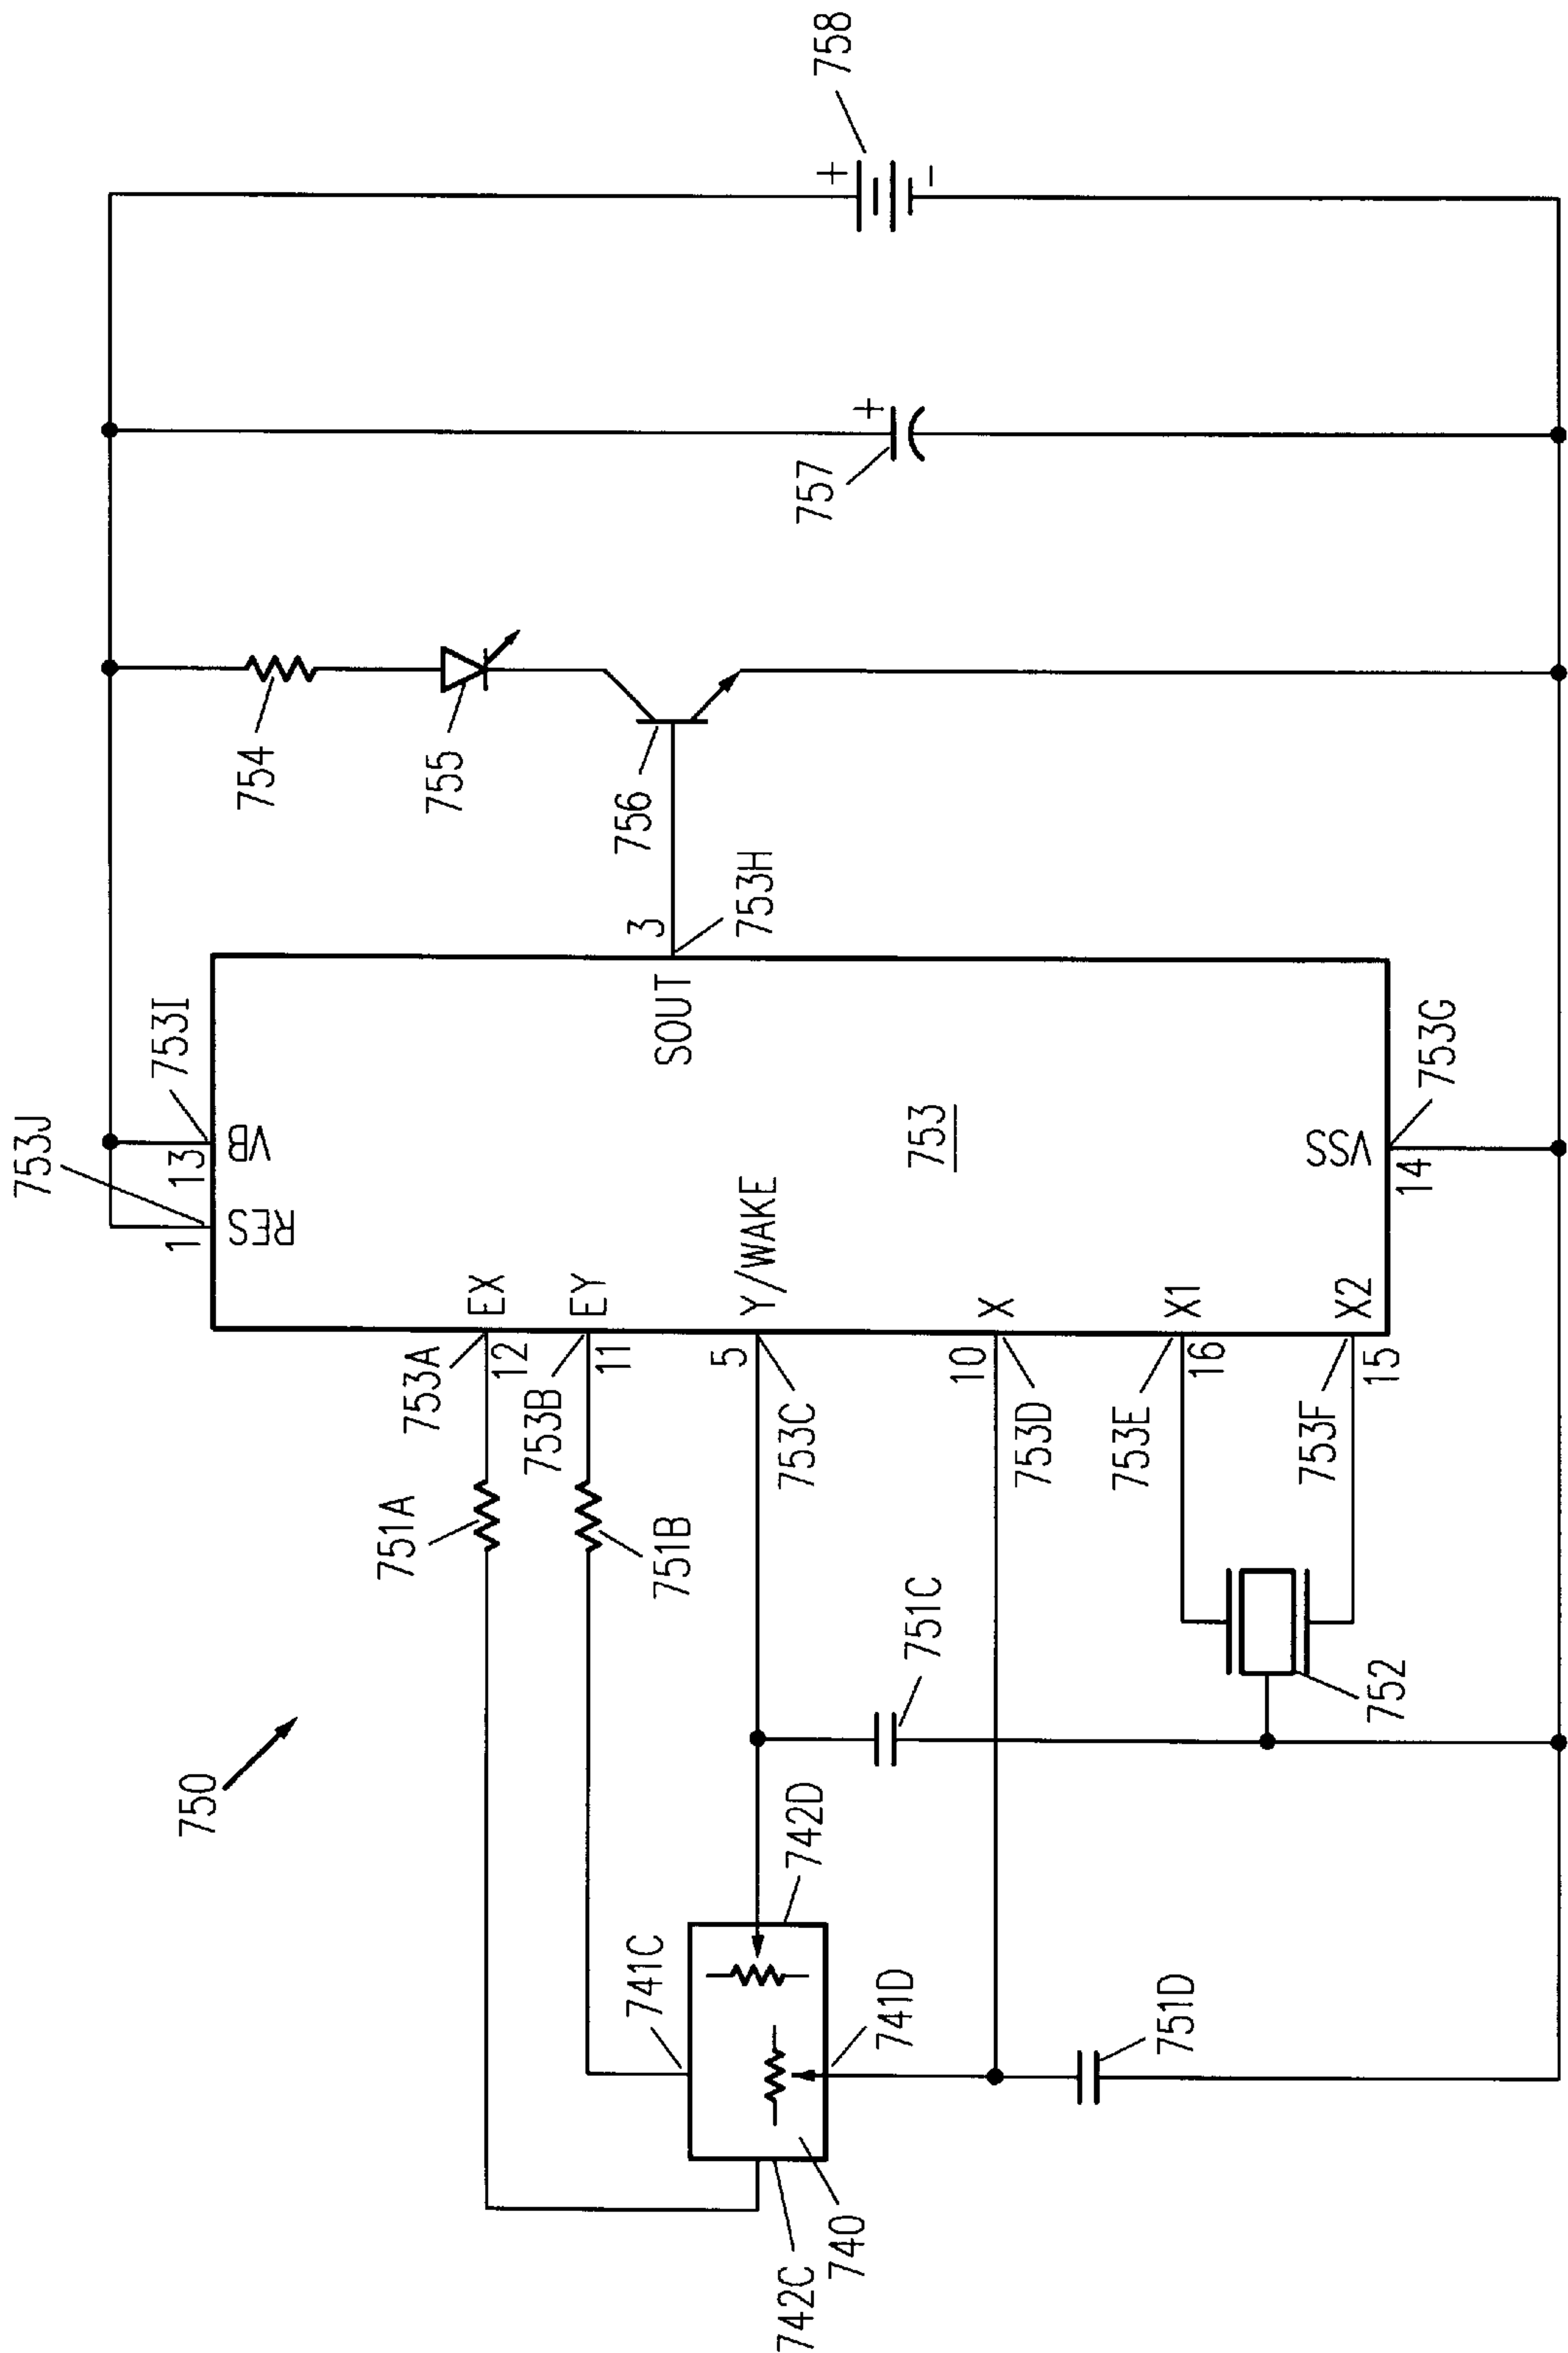 750
758
757
754
755
756
753J
753I
1
13
RES
VB
3
753H
SOUT
753
VSS
14
753G
EX
EY
Y/WAKE
X
X1
X2
753A
12
753B
11
5
753C
10
753D
753E
16
753F
15
751A
751B
751C
752
742D
741C
741D
751D
740
742C